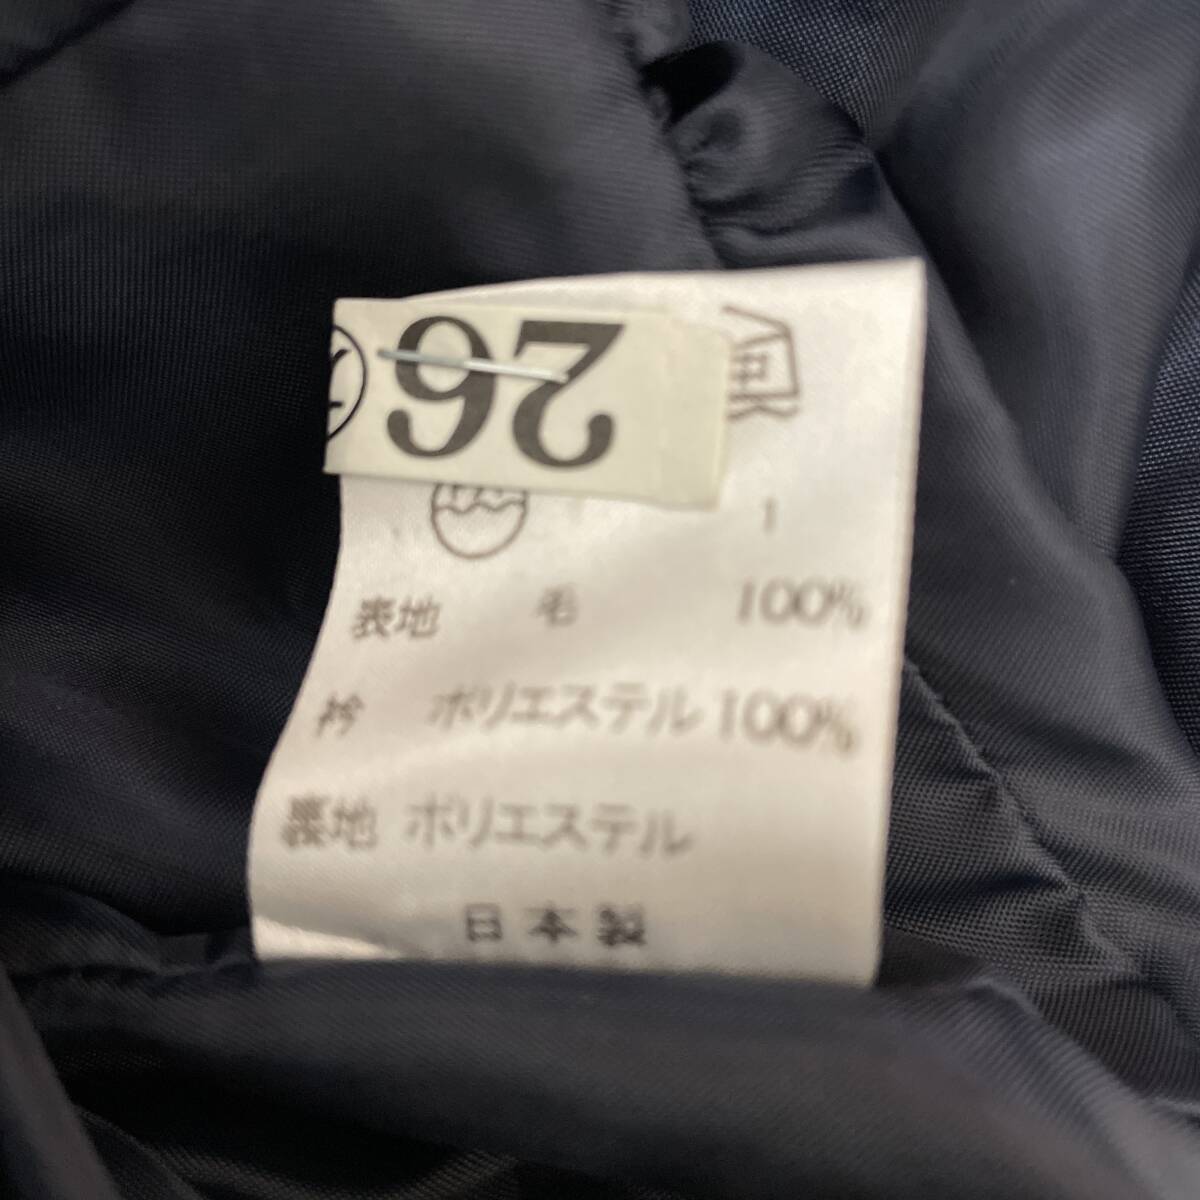 26
表地 毛 100%
衿 ポリエステル 100%
裏地 ポリエステル
日本製